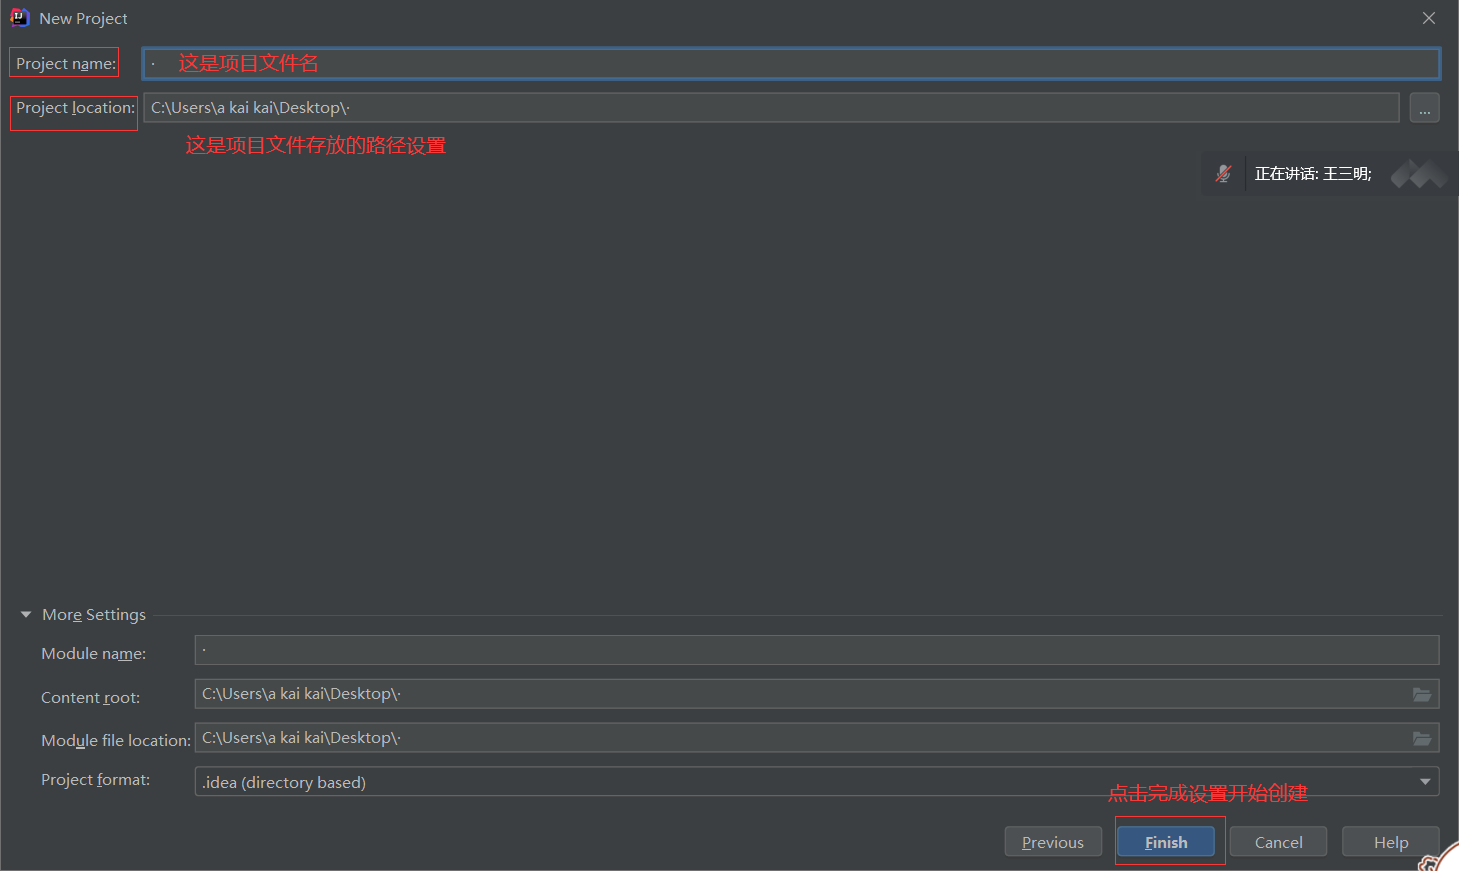 New Project
Project name: · 这是项目文件名
Project location: C:\Users\a kai kai\Desktop\· ...
这是项目文件存放的路径设置
正在讲话: 王三明;
More Settings
Module name: ·
Content root: C:\Users\a kai kai\Desktop\·
Module file location: C:\Users\a kai kai\Desktop\·
Project format: .idea (directory based)
点击完成设置开始创建
Previous Finish Cancel Help